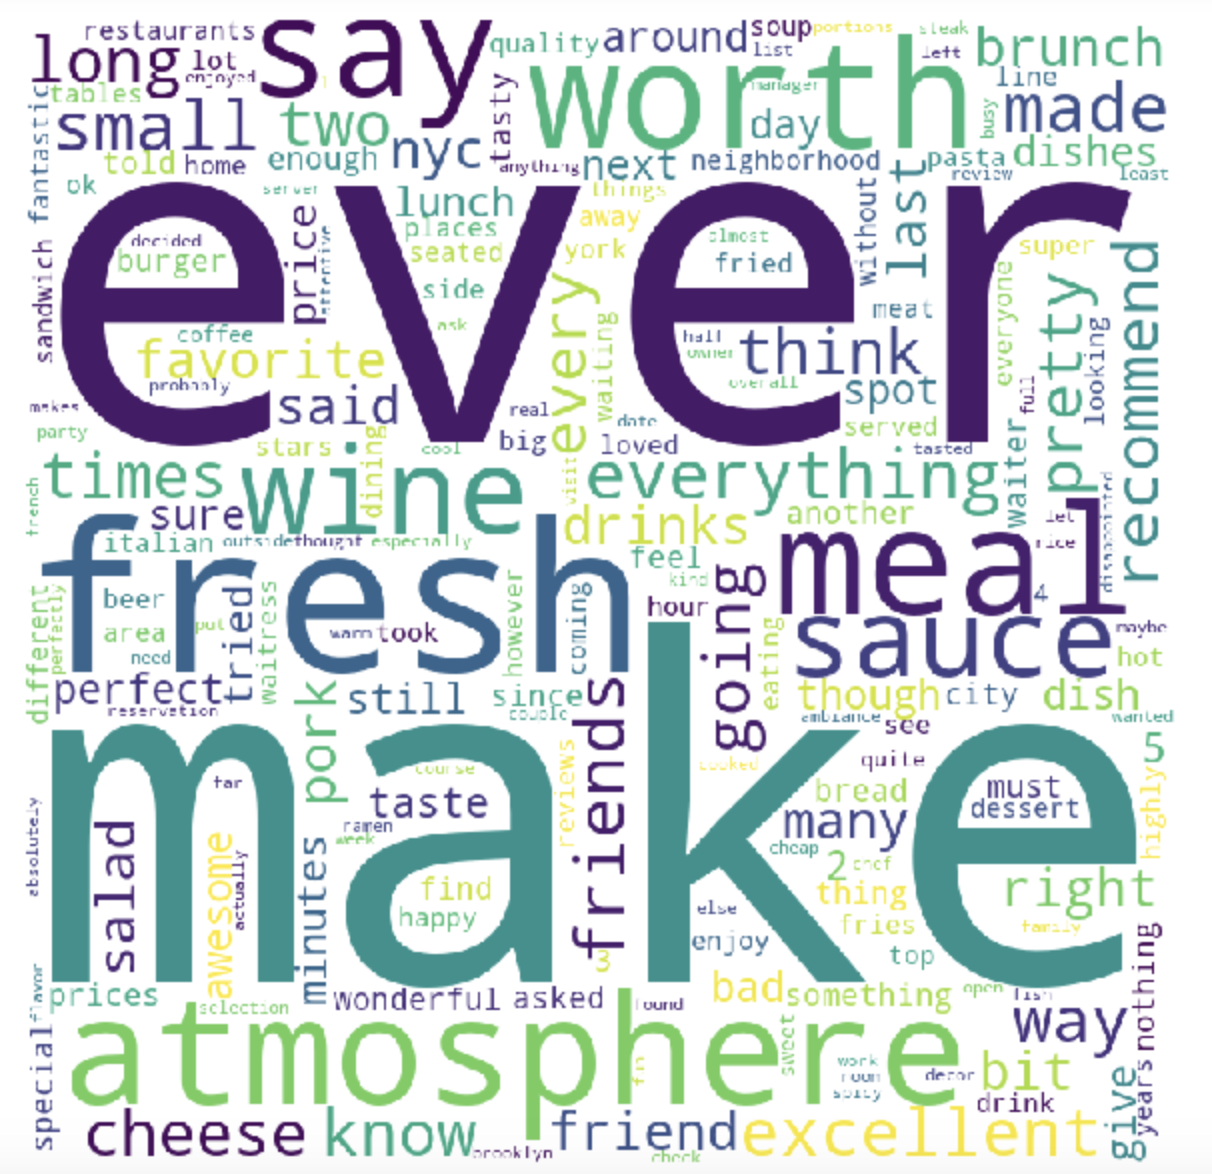 restaurants say soup portions steak
long lot quality around list left brunch
enjoyed worth line
tables manager
fantastic small two tasty day busy made
told home enough nyc anything next neighborhood pasta dishes
ok server things review least
ever
lunch away without last
decided price attentive places almost super
burger seated york fried
sandwich side every meat everyone pretty recommend
coffee ask waiting half think looking
favorite owner
probably overall spot full
makes said real date served
party big loved
stars dining cool tasted waiter
times wine visit everything
french drinks another
sure let disappointed
italian outside thought especially feel meal rice
fresh kind
different perfectly beer tried waitress however coming hour going 4
area put warm took sauce maybe
need eating hot
perfect pork still since friends though city dish
reservation couple ambiance see wanted
make
course reviews cooked quite 5
far bread must highly
taste many dessert
absolutely salad ramen
week cheap 2 chef
awesome actually minutes find thing right
happy else fries family
enjoy top
3 nothing
prices wonderful asked bad something open fish
flavor selection found way
special atmosphere sweet
work bit
room decor give years
spicy drink
cheese know friend excellent
brooklyn check